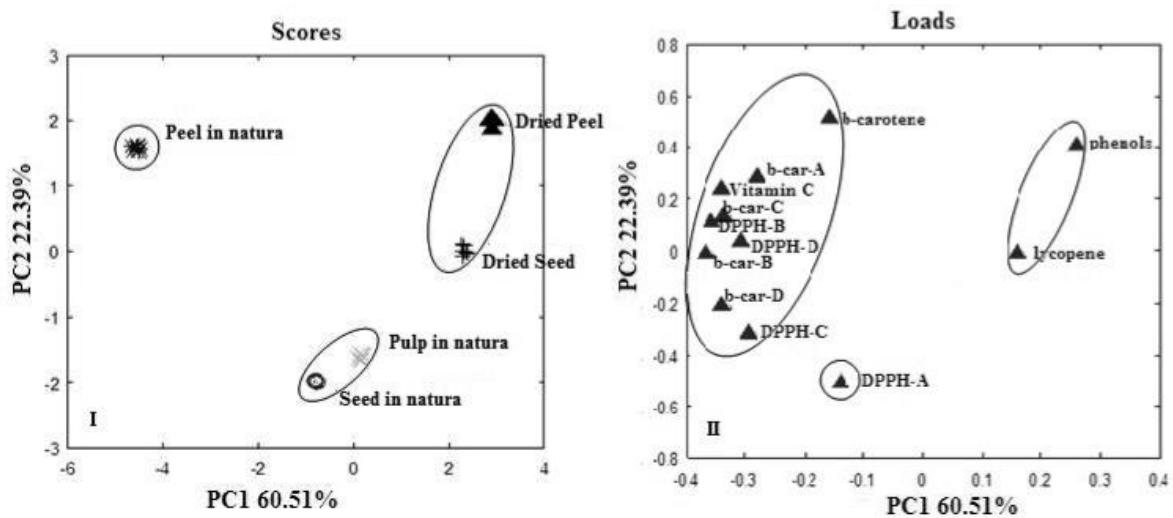 Scores
3
2
1
0
-1
-2
-3
-6
-4
-2
0
2
4
PC2 22.39%
PC1 60.51%
Peel in natura
Dried Peel
Dried Seed
Pulp in natura
Seed in natura
I
Loads
0.8
0.6
0.4
0.2
0
-0.2
-0.4
-0.6
-0.8
-0.4
-0.3
-0.2
-0.1
0
0.1
0.2
0.3
0.4
PC2 22.39%
PC1 60.51%
b-carotene
phenols
b-car-A
Vitamin C
b-car-C
DPPH-B
DPPH-D
b-car-B
lycopene
b-car-D
DPPH-C
DPPH-A
II